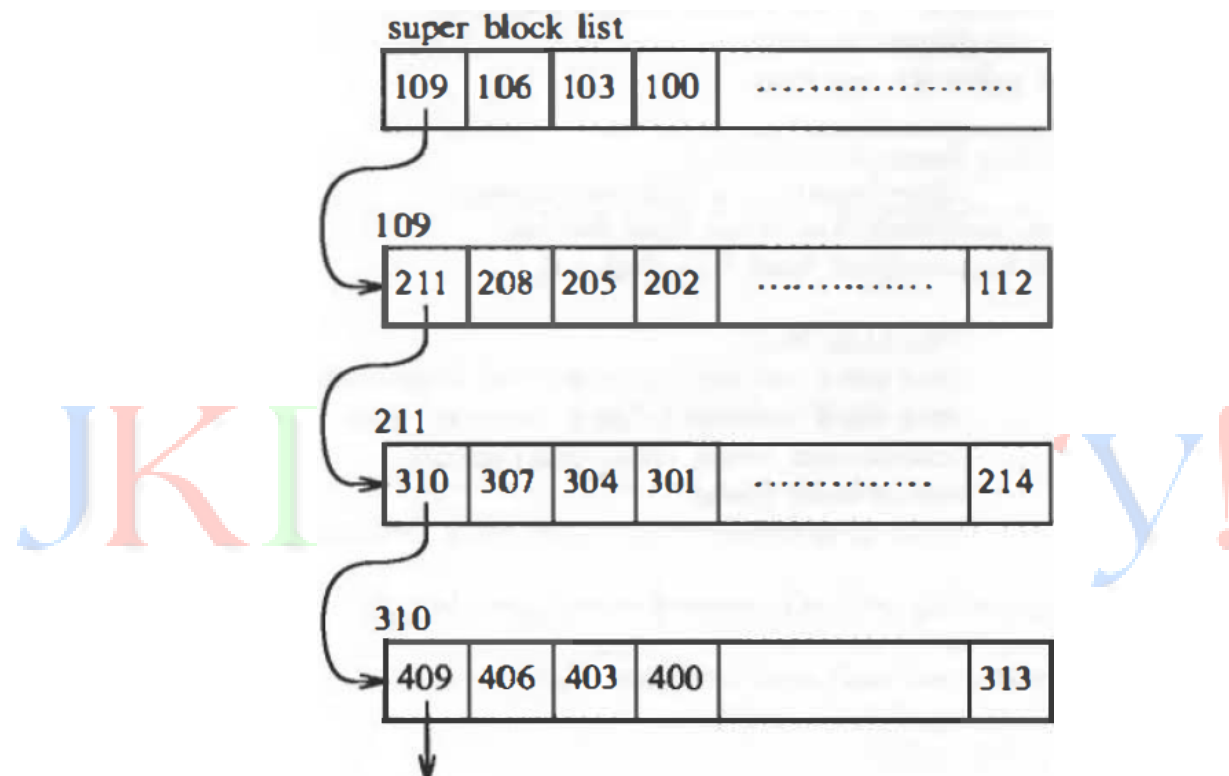 super block list
109 106 103 100 .....................
109
211 208 205 202 ............... 112
211
310 307 304 301 .............. 214
310
409 406 403 400 313